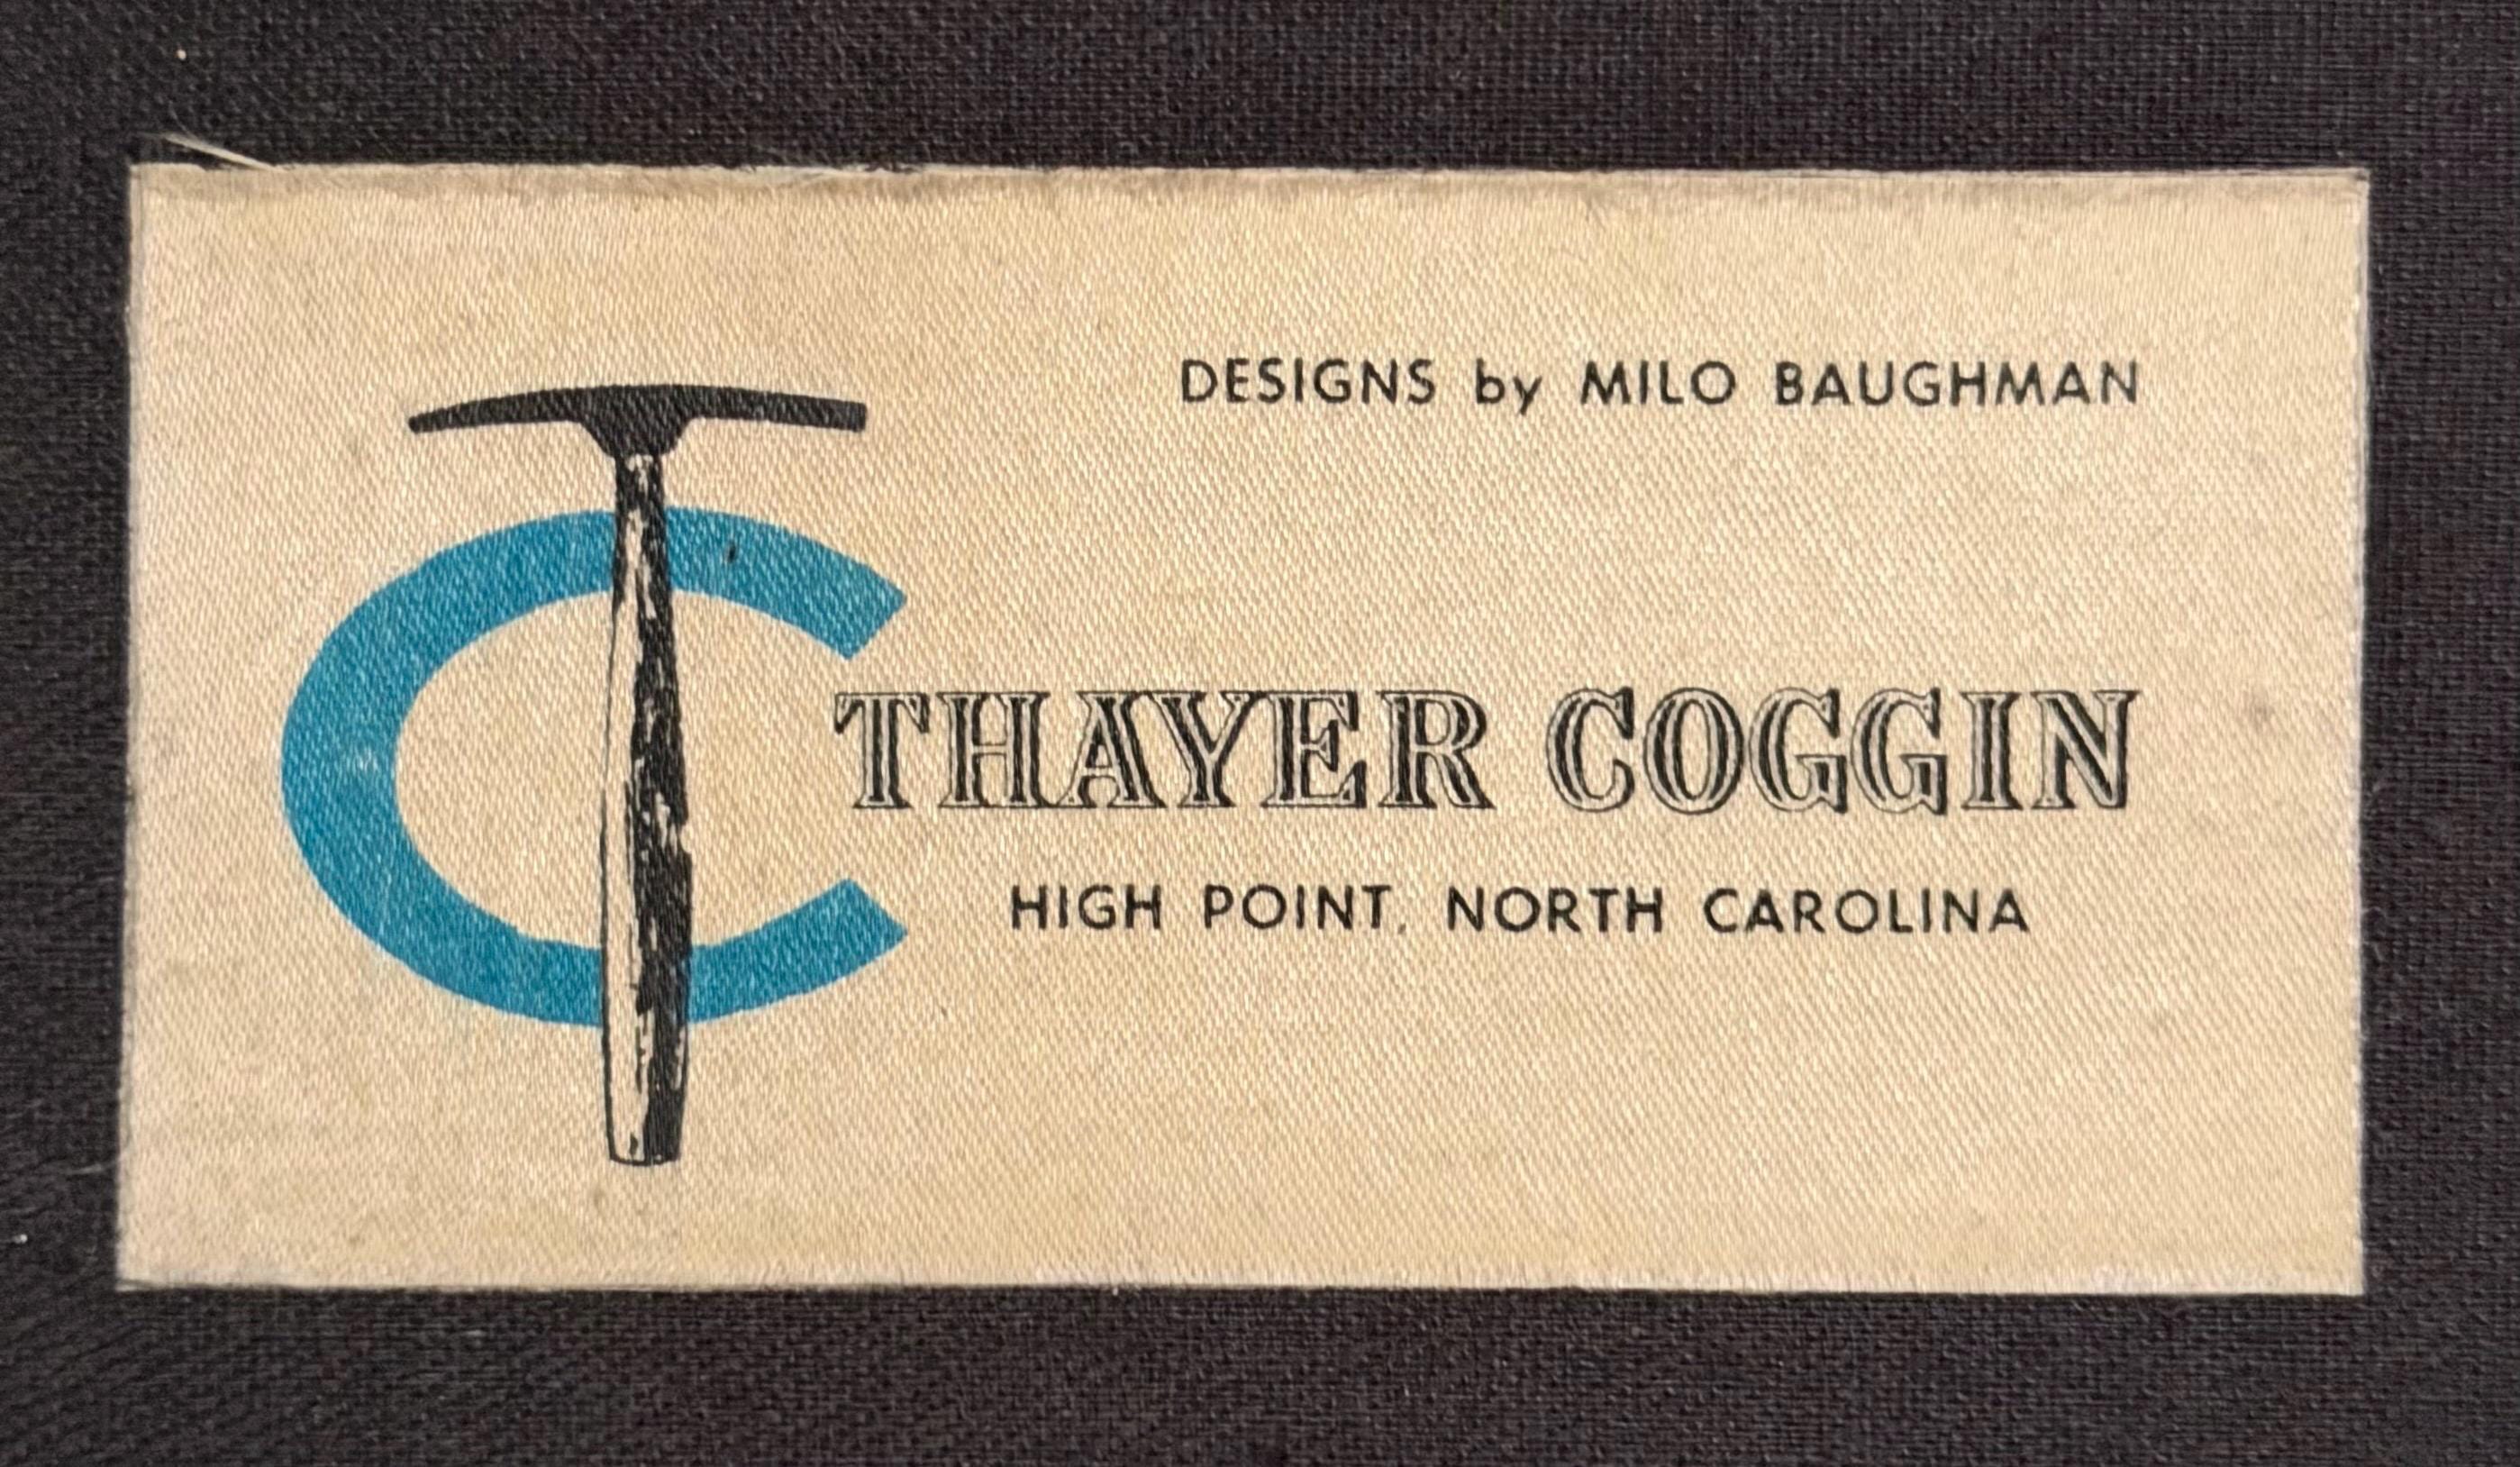 DESIGNS by MILO BAUGHMAN
THAYER COGGIN
HIGH POINT, NORTH CAROLINA